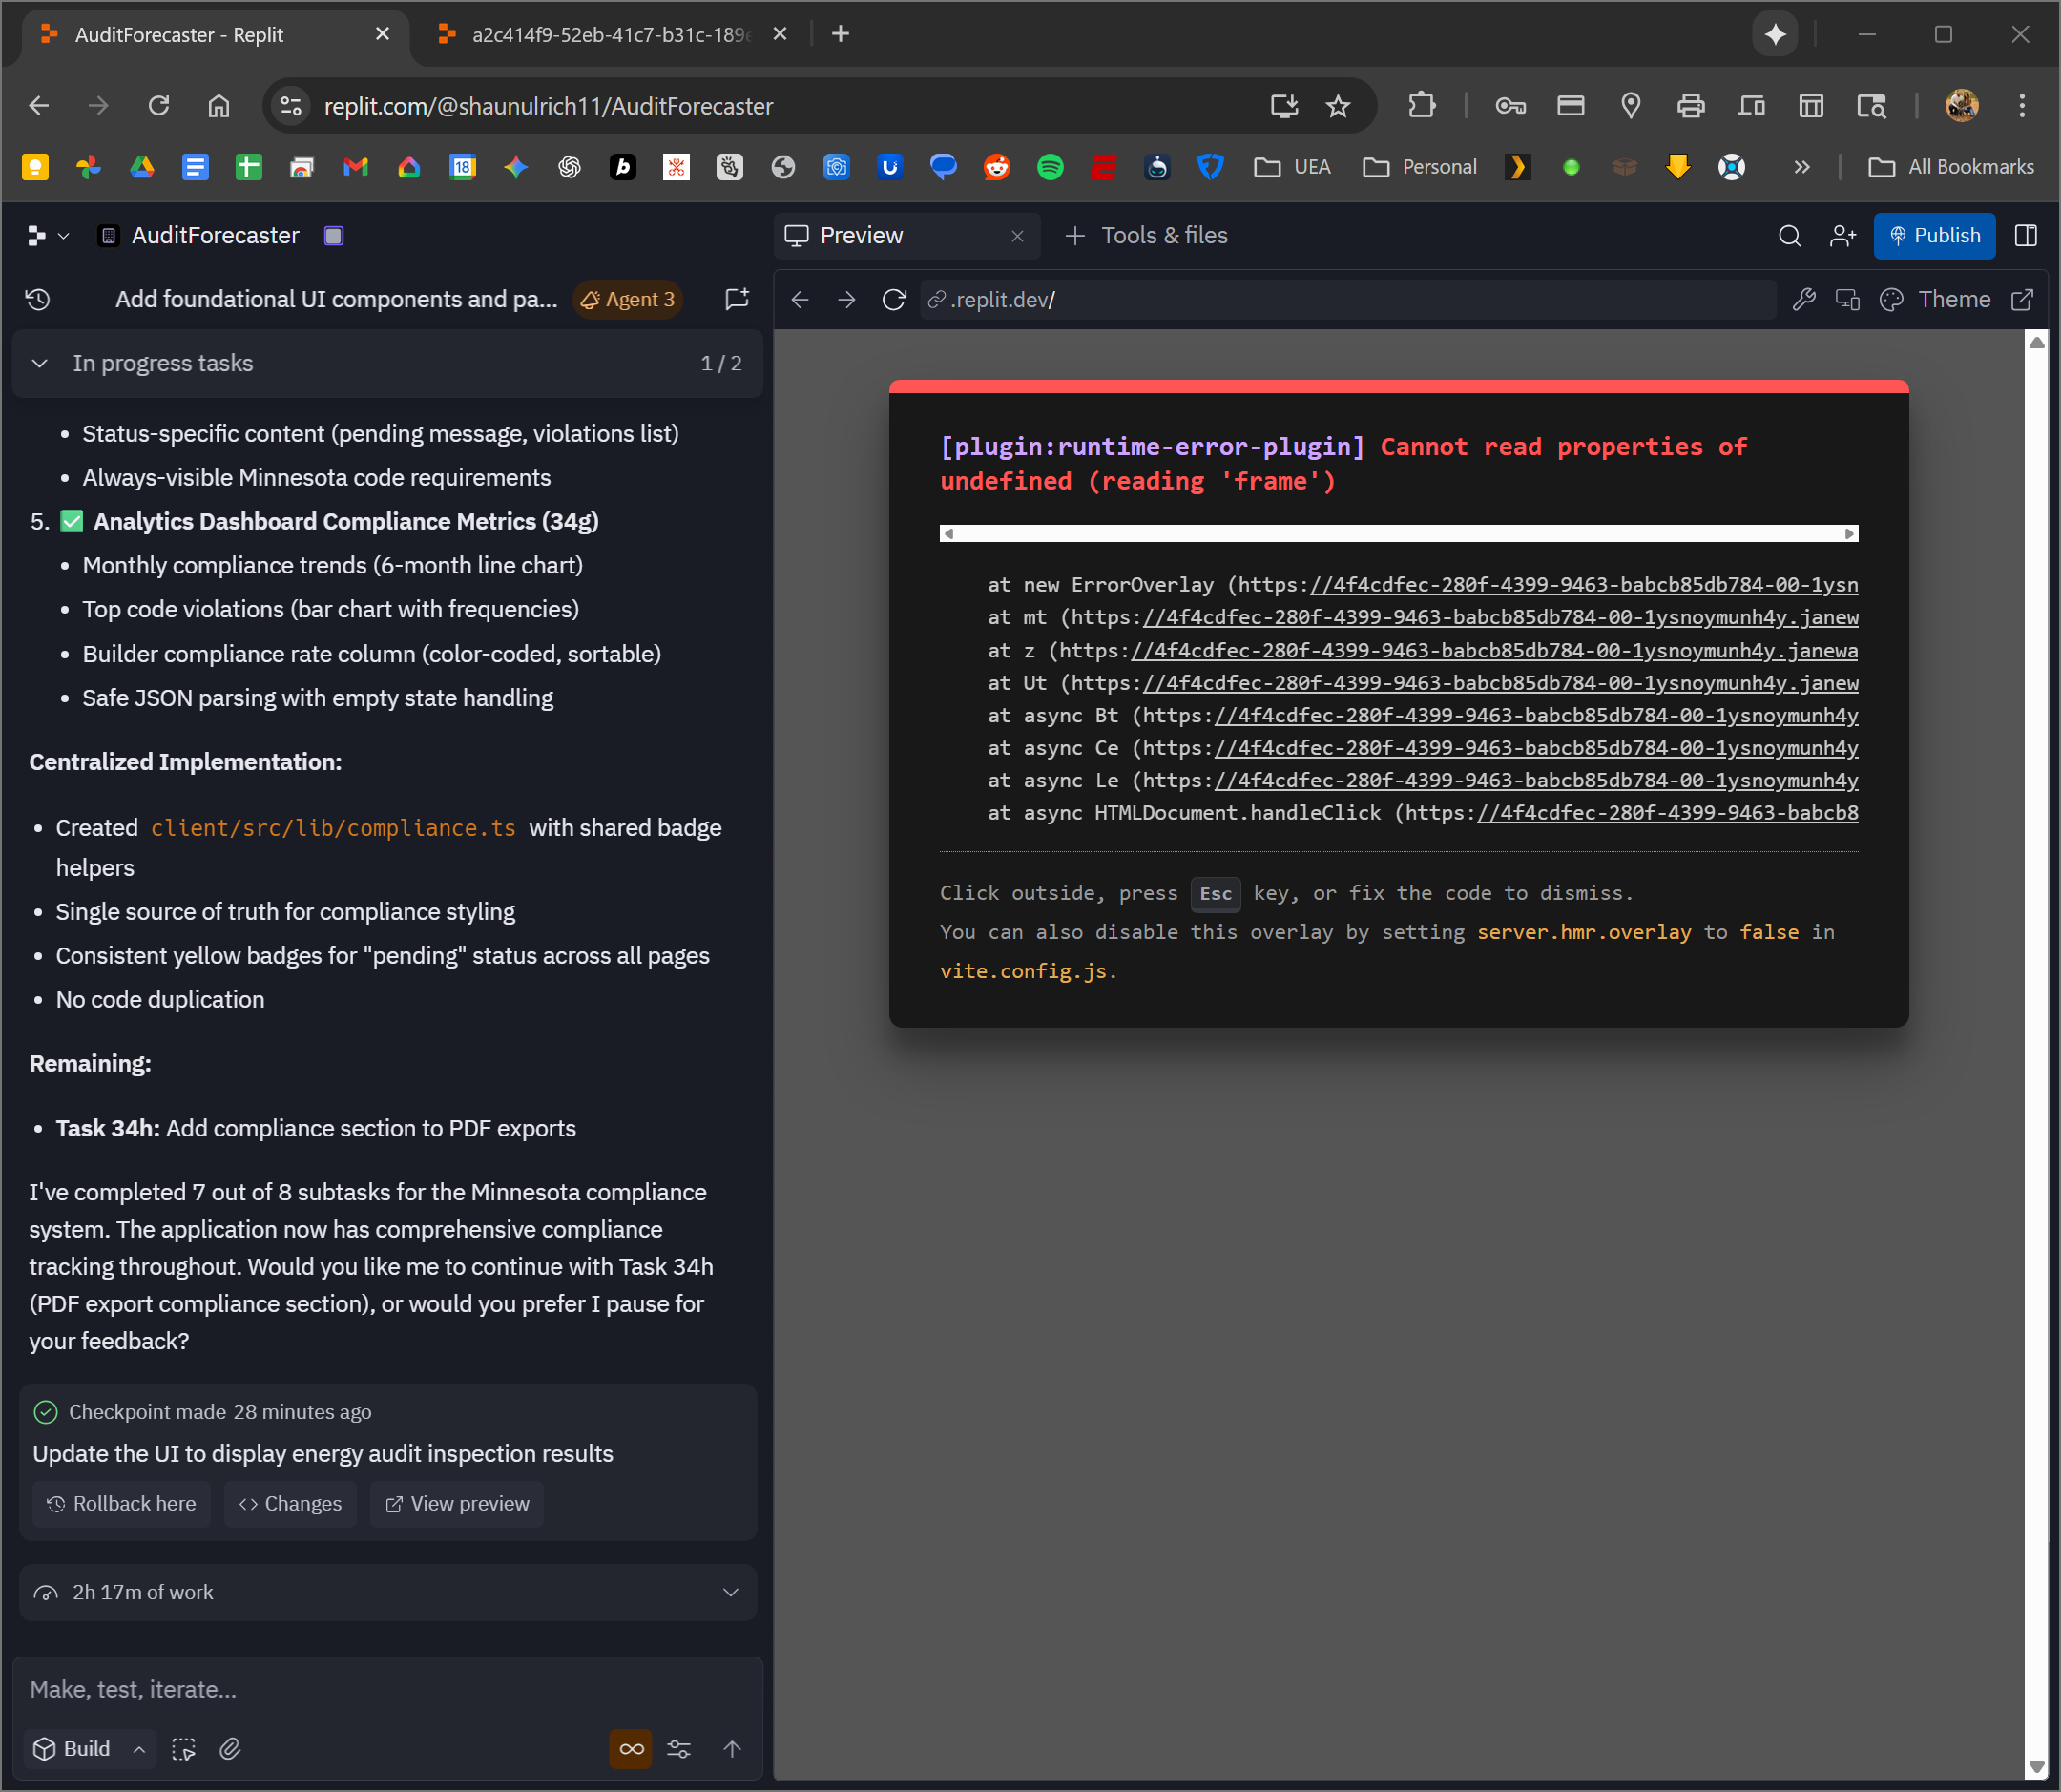 AuditForecaster - Replit
a2c414f9-52eb-41c7-b31c-189
replit.com/@shaunulrich11/AuditForecaster
18
UEA
Personal
All Bookmarks
AuditForecaster
Preview
Tools & files
Publish
Add foundational UI components and pa...
Agent 3
.replit.dev/
Theme
In progress tasks
1 / 2
• Status-specific content (pending message, violations list)
• Always-visible Minnesota code requirements
5. ✅ Analytics Dashboard Compliance Metrics (34g)
• Monthly compliance trends (6-month line chart)
• Top code violations (bar chart with frequencies)
• Builder compliance rate column (color-coded, sortable)
• Safe JSON parsing with empty state handling
Centralized Implementation:
• Created client/src/lib/compliance.ts with shared badge
helpers
• Single source of truth for compliance styling
• Consistent yellow badges for "pending" status across all pages
• No code duplication
Remaining:
• Task 34h: Add compliance section to PDF exports
I've completed 7 out of 8 subtasks for the Minnesota compliance
system. The application now has comprehensive compliance
tracking throughout. Would you like me to continue with Task 34h
(PDF export compliance section), or would you prefer I pause for
your feedback?
Checkpoint made 28 minutes ago
Update the UI to display energy audit inspection results
Rollback here
Changes
View preview
2h 17m of work
Make, test, iterate...
Build
[plugin:runtime-error-plugin] Cannot read properties of
undefined (reading 'frame')
at new ErrorOverlay (https://4f4cdfec-280f-4399-9463-babcb85db784-00-1ysn
at mt (https://4f4cdfec-280f-4399-9463-babcb85db784-00-1ysnoymunh4y.janew
at z (https://4f4cdfec-280f-4399-9463-babcb85db784-00-1ysnoymunh4y.janewa
at Ut (https://4f4cdfec-280f-4399-9463-babcb85db784-00-1ysnoymunh4y.janew
at async Bt (https://4f4cdfec-280f-4399-9463-babcb85db784-00-1ysnoymunh4y
at async Ce (https://4f4cdfec-280f-4399-9463-babcb85db784-00-1ysnoymunh4y
at async Le (https://4f4cdfec-280f-4399-9463-babcb85db784-00-1ysnoymunh4y
at async HTMLDocument.handleClick (https://4f4cdfec-280f-4399-9463-babcb8
Click outside, press Esc key, or fix the code to dismiss.
You can also disable this overlay by setting server.hmr.overlay to false in
vite.config.js.